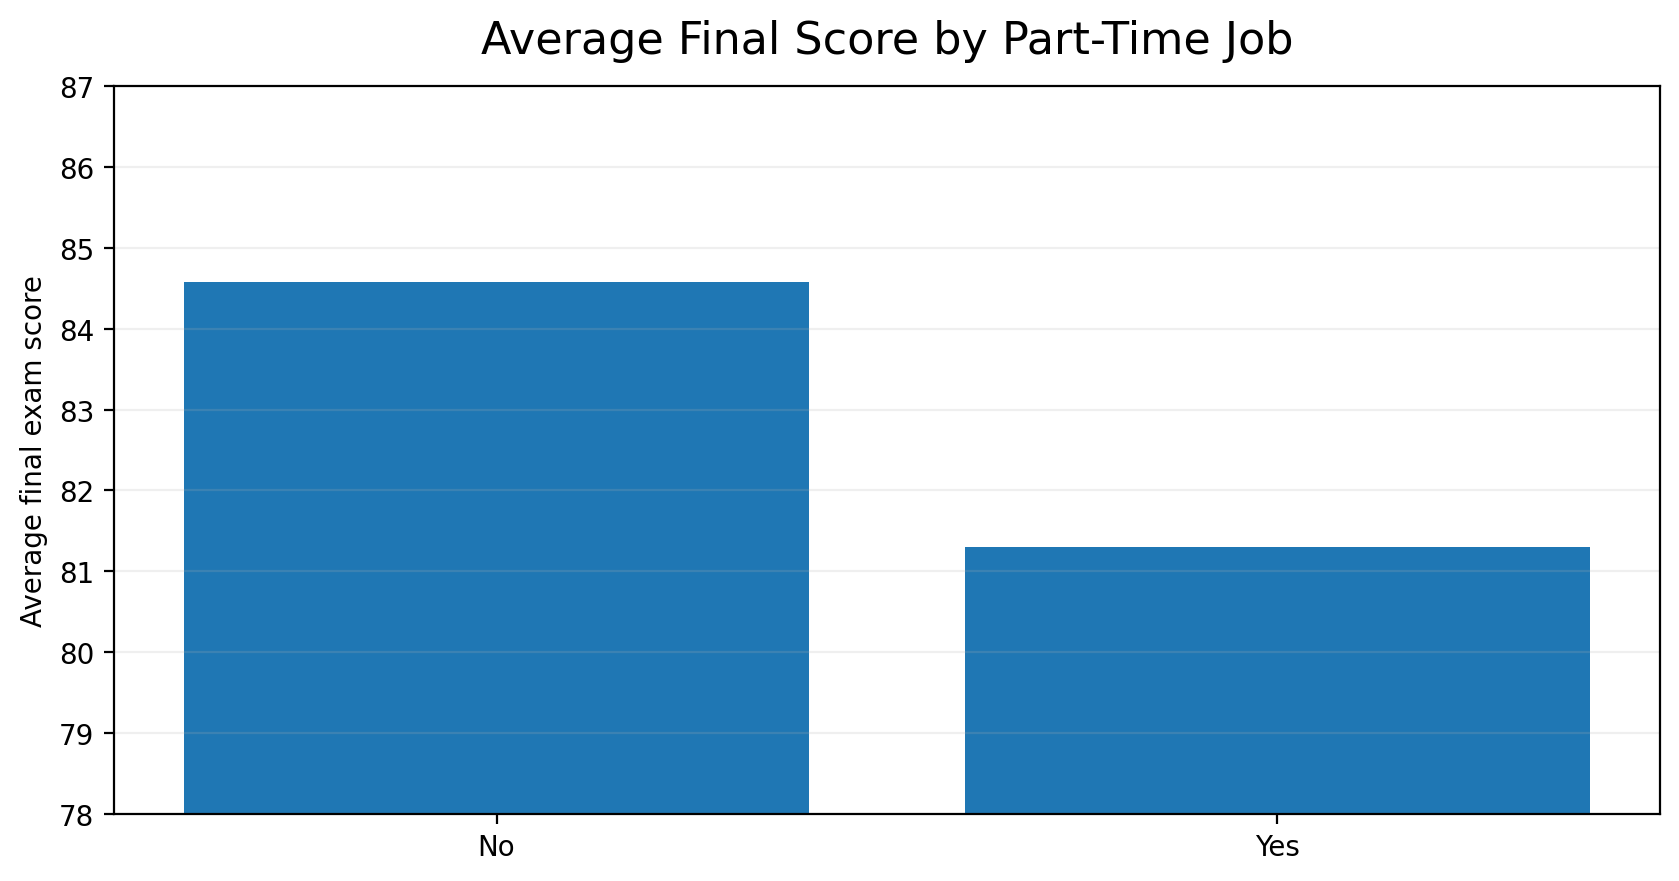 Average Final Score by Part-Time Job
Average final exam score
87
86
85
84
83
82
81
80
79
78
No
Yes